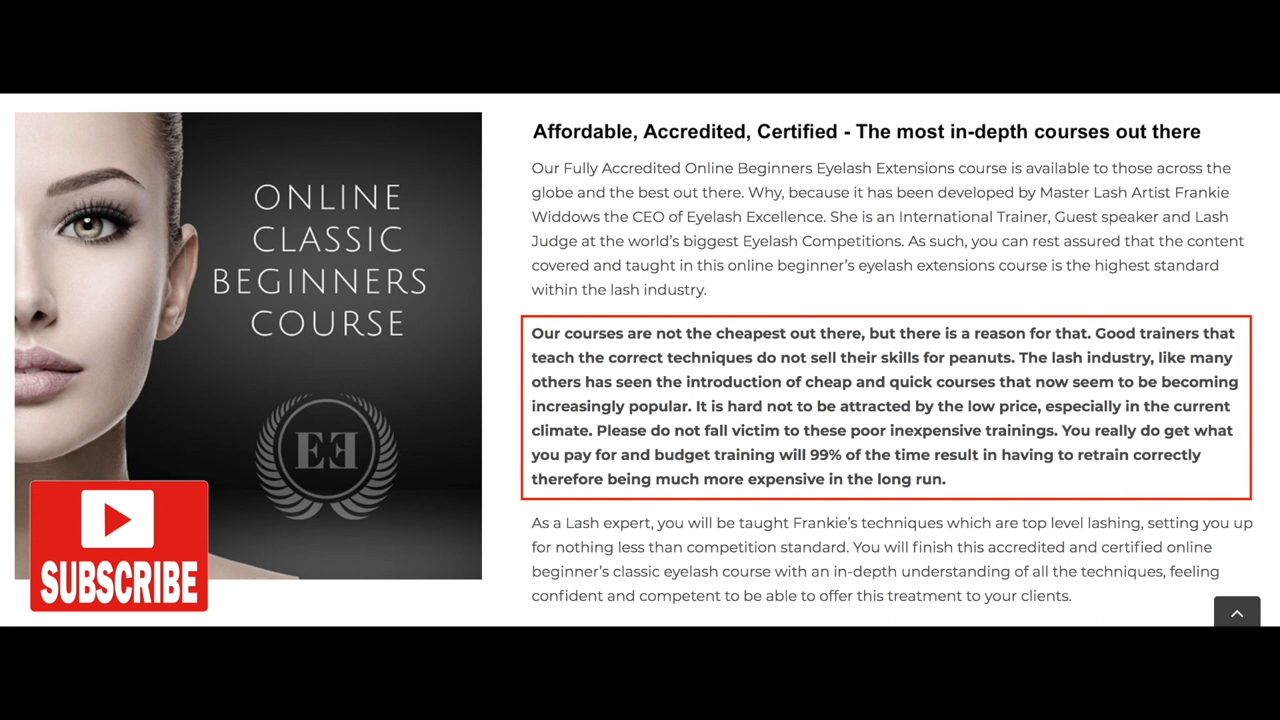 ONLINE
CLASSIC
BEGINNERS
COURSE
EE
SUBSCRIBE
Affordable, Accredited, Certified - The most in-depth courses out there
Our Fully Accredited Online Beginners Eyelash Extensions course is available to those across the
globe and the best out there. Why, because it has been developed by Master Lash Artist Frankie
Widdows the CEO of Eyelash Excellence. She is an International Trainer, Guest speaker and Lash
Judge at the world's biggest Eyelash Competitions. As such, you can rest assured that the content
covered and taught in this online beginner's eyelash extensions course is the highest standard
within the lash industry.
Our courses are not the cheapest out there, but there is a reason for that. Good trainers that
teach the correct techniques do not sell their skills for peanuts. The lash industry, like many
others has seen the introduction of cheap and quick courses that now seem to be becoming
increasingly popular. It is hard not to be attracted by the low price, especially in the current
climate. Please do not fall victim to these poor inexpensive trainings. You really do get what
you pay for and budget training will 99% of the time result in having to retrain correctly
therefore being much more expensive in the long run.
As a Lash expert, you will be taught Frankie's techniques which are top level lashing, setting you up
for nothing less than competition standard. You will finish this accredited and certified online
beginner's classic eyelash course with an in-depth understanding of all the techniques, feeling
confident and competent to be able to offer this treatment to your clients.